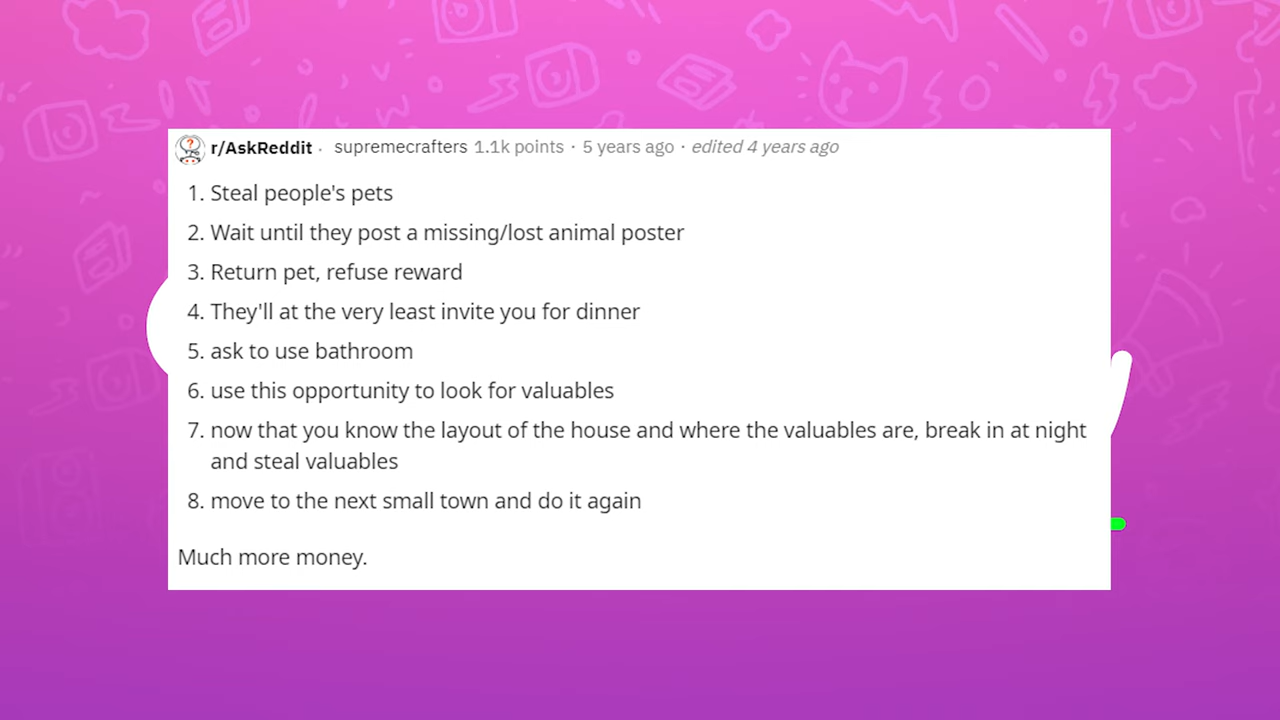 r/AskReddit · supremecrafters 1.1k points · 5 years ago · edited 4 years ago
1. Steal people's pets
2. Wait until they post a missing/lost animal poster
3. Return pet, refuse reward
4. They'll at the very least invite you for dinner
5. ask to use bathroom
6. use this opportunity to look for valuables
7. now that you know the layout of the house and where the valuables are, break in at night
and steal valuables
8. move to the next small town and do it again
Much more money.